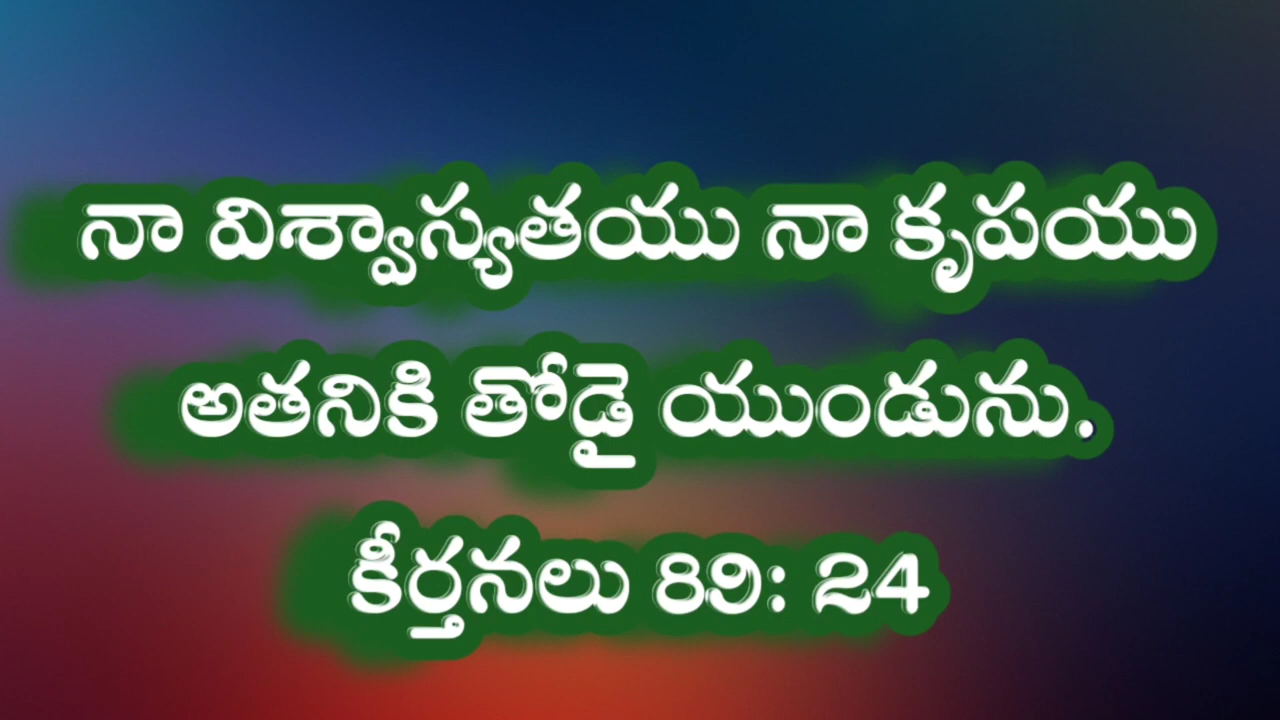 నా విశ్వాస్యతయు నా కృపయు
అతనికి తోడై యుండును.
కీర్తనలు 89: 24